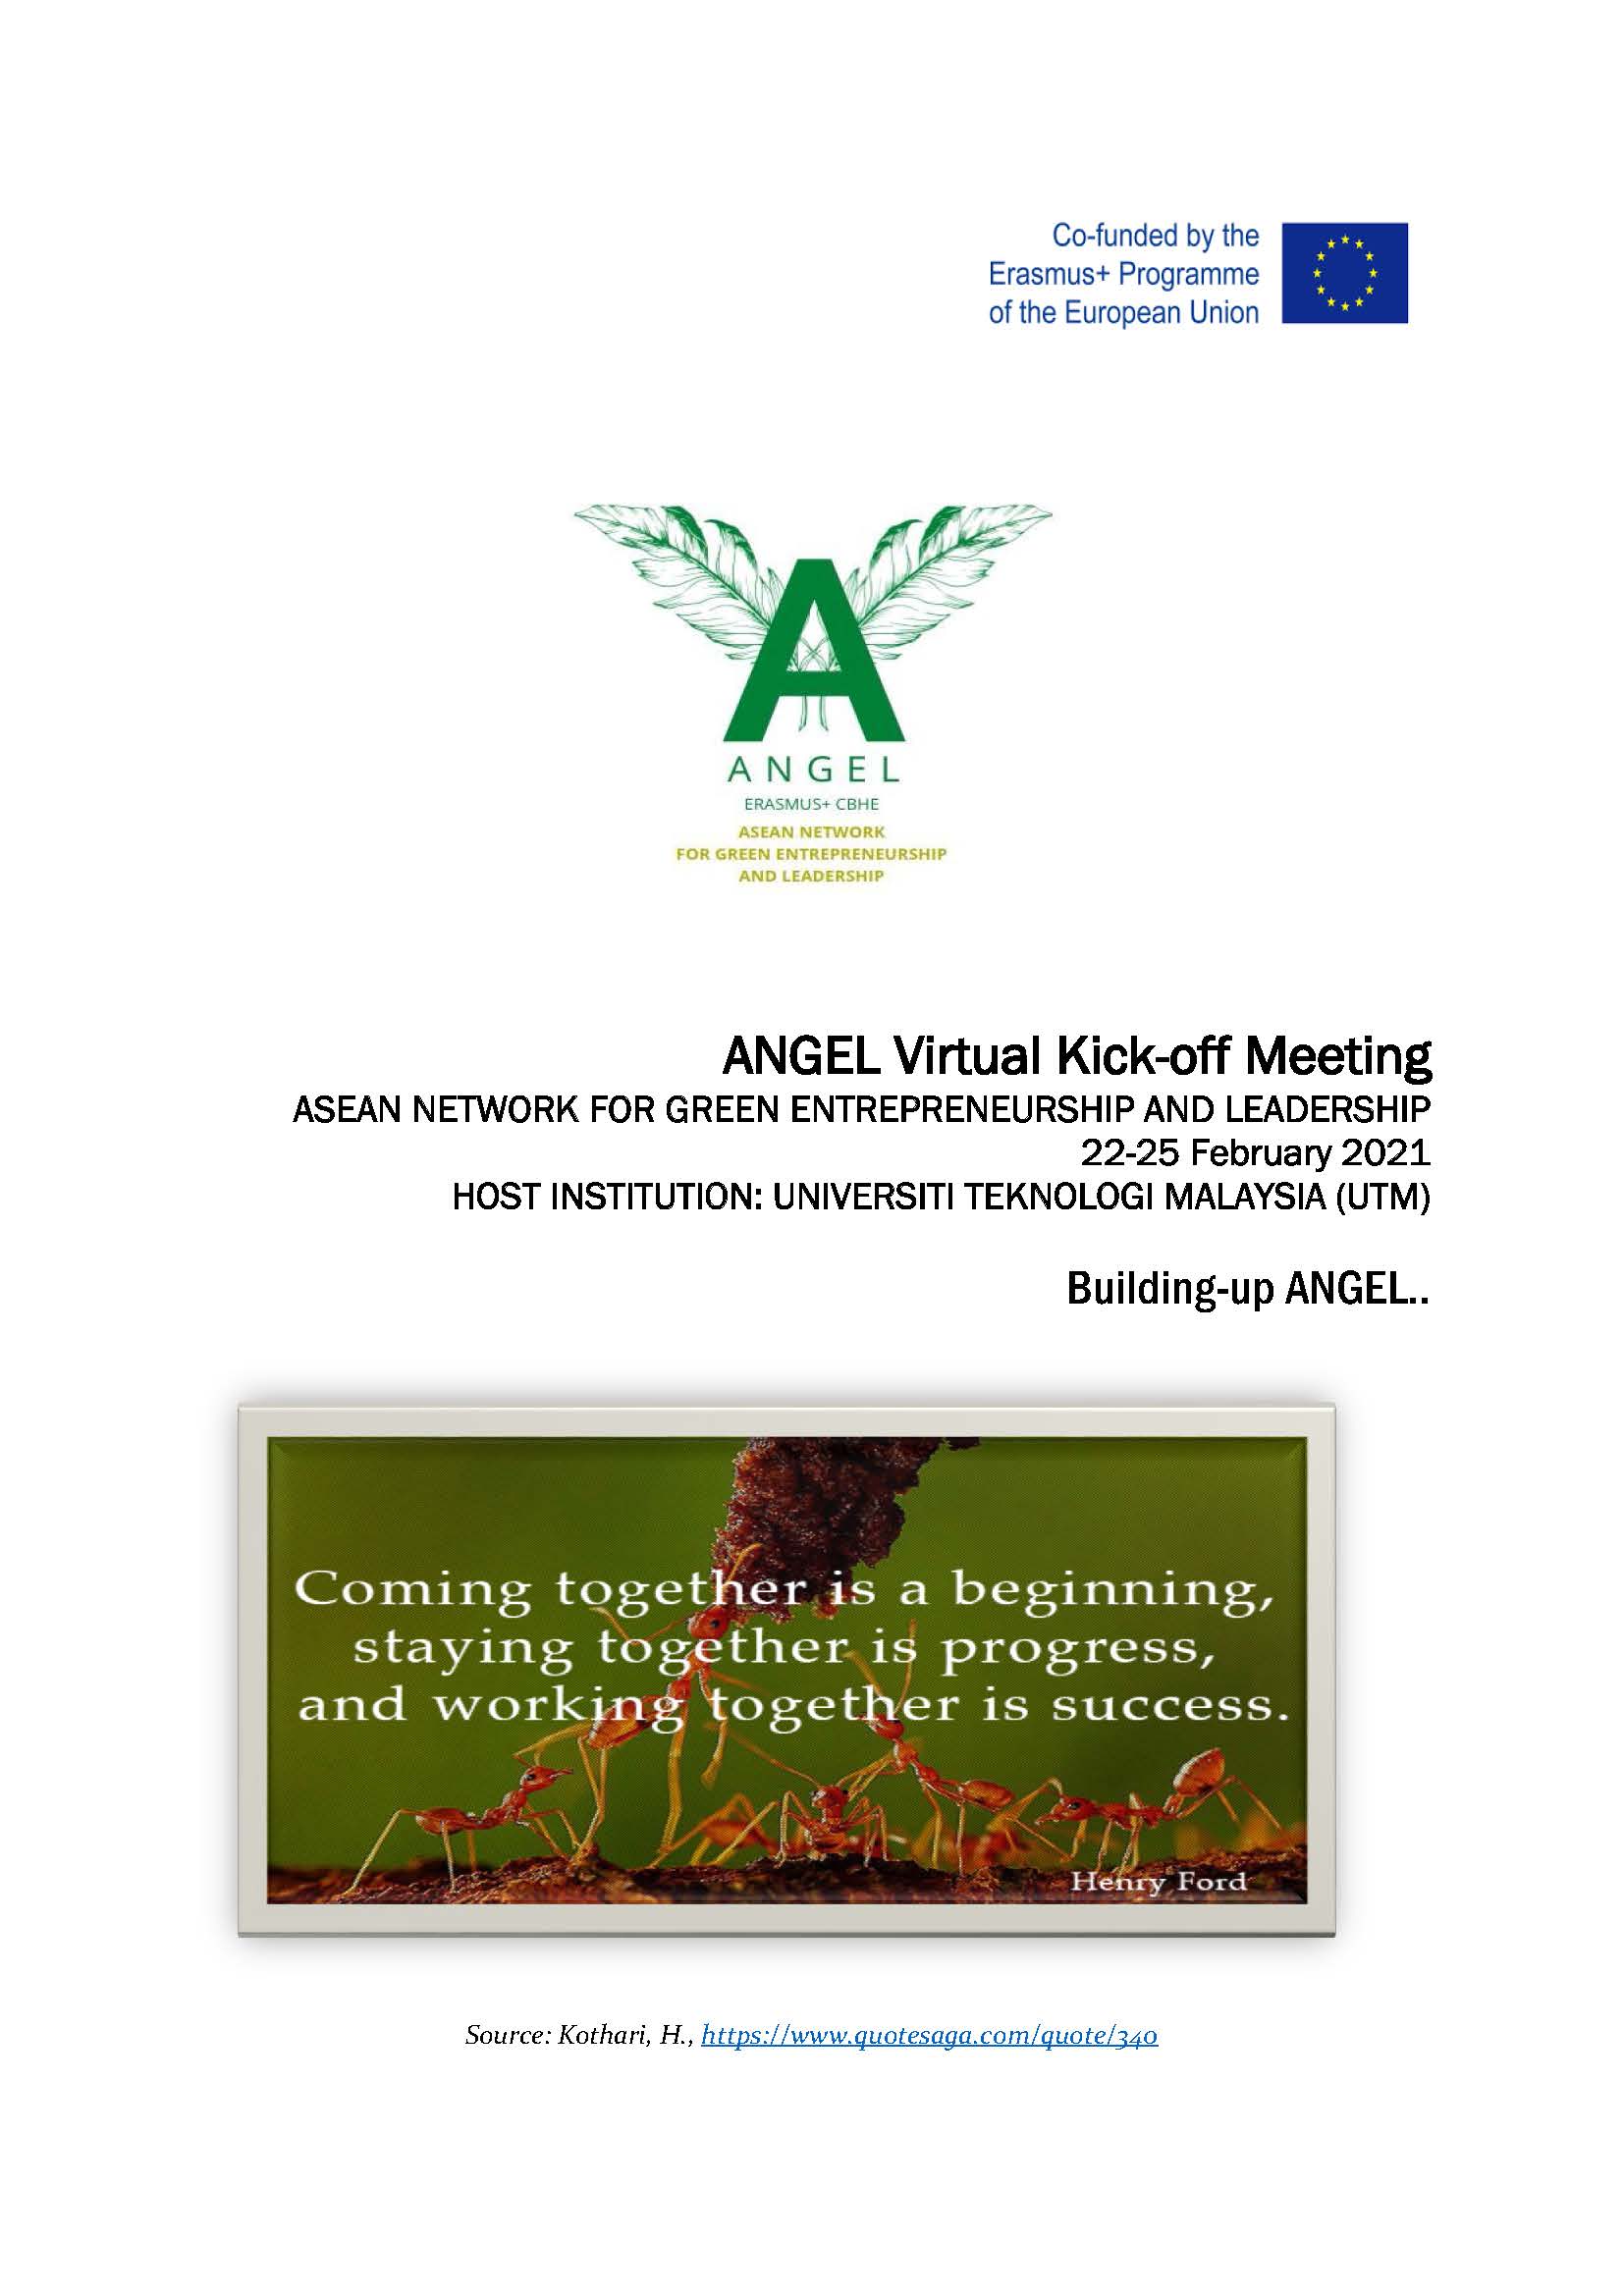 Co-funded by the
Erasmus+ Programme
of the European Union
A
ANGEL
ERASMUS+ CBHE
ASEAN NETWORK
FOR GREEN ENTREPRENEURSHIP
AND LEADERSHIP
ANGEL Virtual Kick-off Meeting
ASEAN NETWORK FOR GREEN ENTREPRENEURSHIP AND LEADERSHIP
22-25 February 2021
HOST INSTITUTION: UNIVERSITI TEKNOLOGI MALAYSIA (UTM)
Building-up ANGEL..
Coming together is a beginning,
staying together is progress,
and working together is success.
Henry Ford
Source: Kothari, H., https://www.quotesaga.com/quote/340